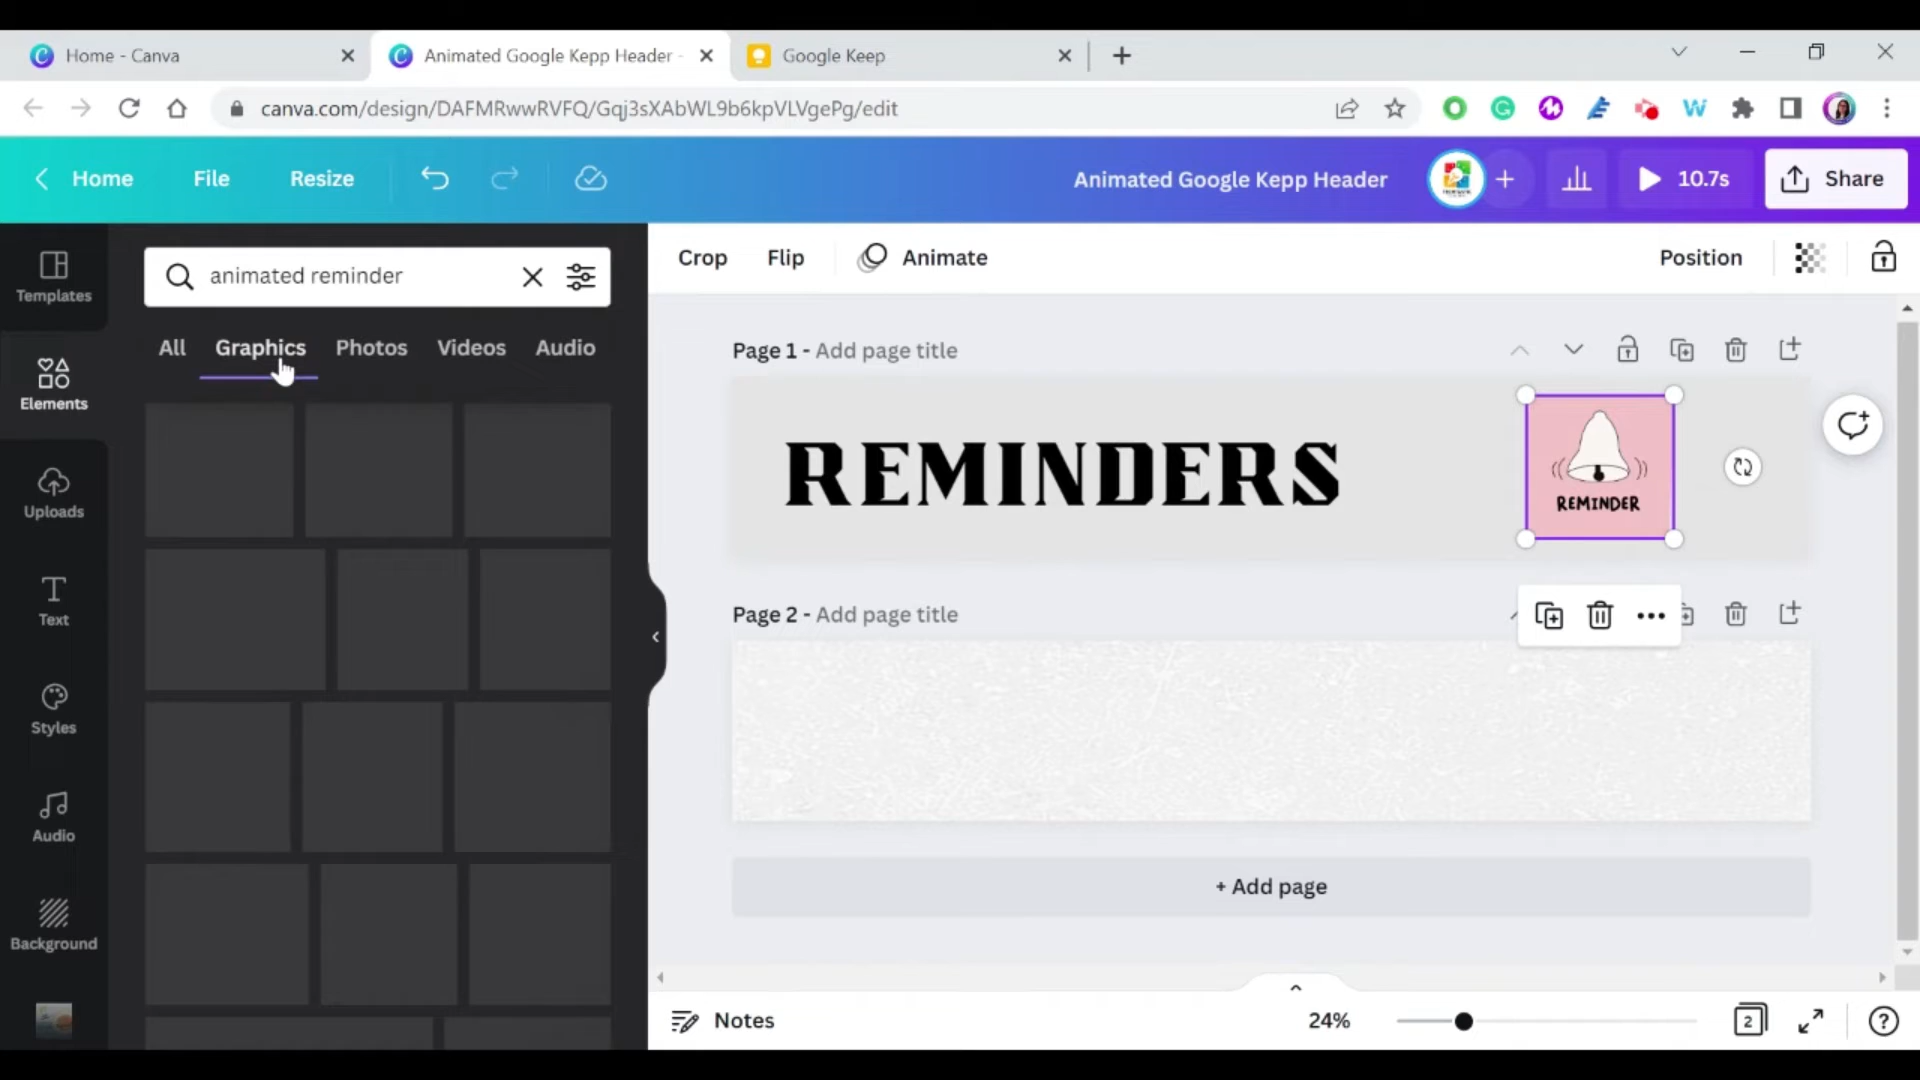 Home - Canva
Animated Google Kepp Header -
Google Keep
canva.com/design/DAFMRwwRVFQ/Gqj3sXAbWL9b6kpVLVgePg/edit
Home
File
Resize
Animated Google Kepp Header
10.7s
Share
Templates
Elements
Uploads
Text
Styles
Audio
Background
animated reminder
All
Graphics
Photos
Videos
Audio
Crop
Flip
Animate
Position
Page 1 - Add page title
REMINDERS
REMINDER
Page 2 - Add page title
+ Add page
Notes
24%
2